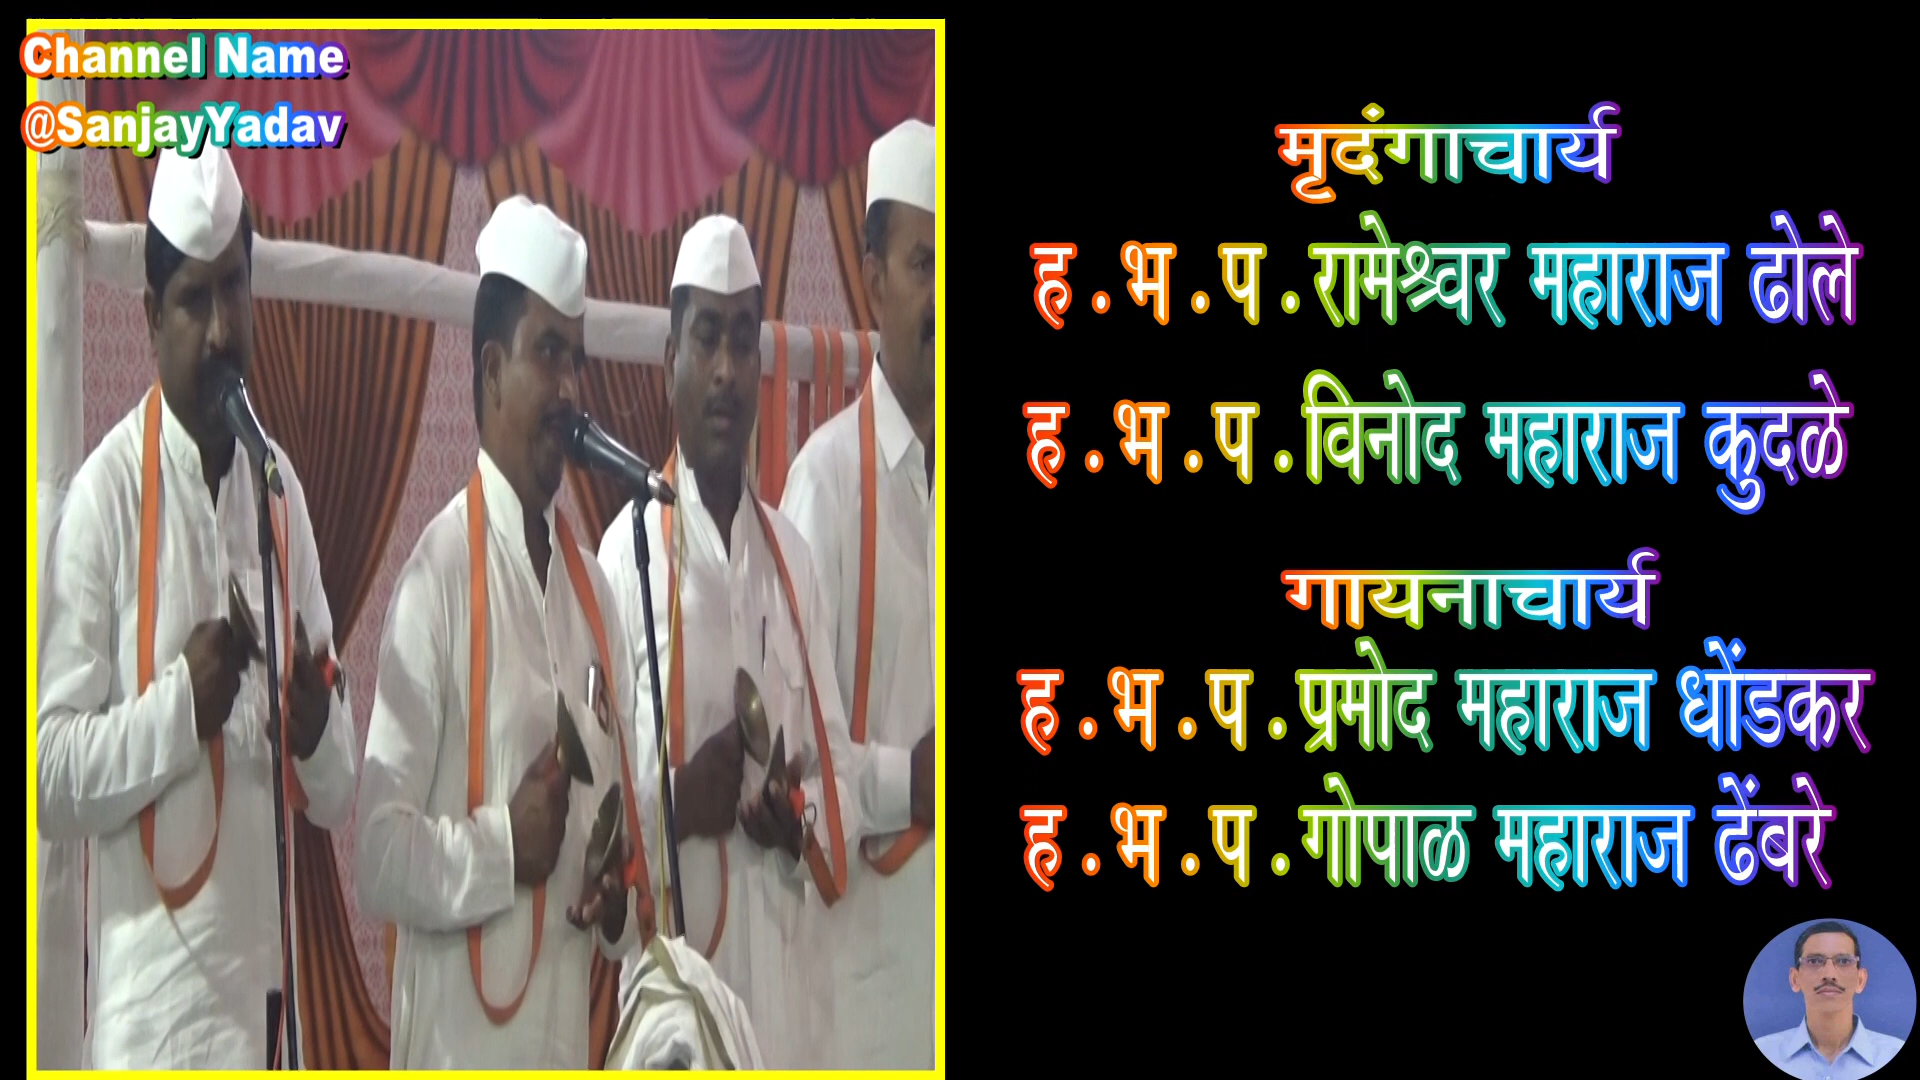 Channel Name
@SanjayYadav
मृदंगाचार्य
ह.भ.प.रामेश्र्वर महाराज ढोले
ह.भ.प.विनोद महाराज कुदळे
गायनाचार्य
ह.भ.प.प्रमोद महाराज धोंडकर
ह.भ.प.गोपाळ महाराज ढेंबरे